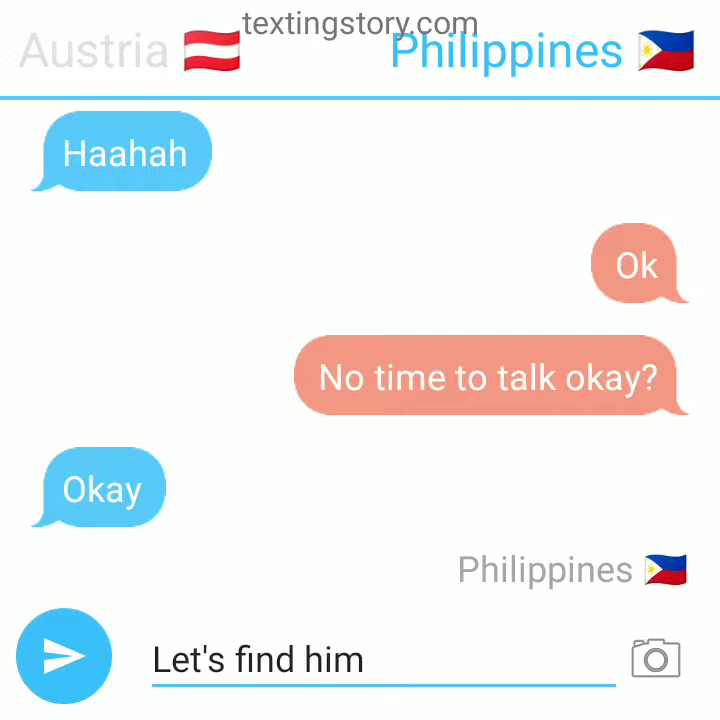 textingstory.com
Austria 🇦🇹 Philippines 🇵🇭
Haahah
Ok
No time to talk okay?
Okay
Philippines 🇵🇭
Let's find him